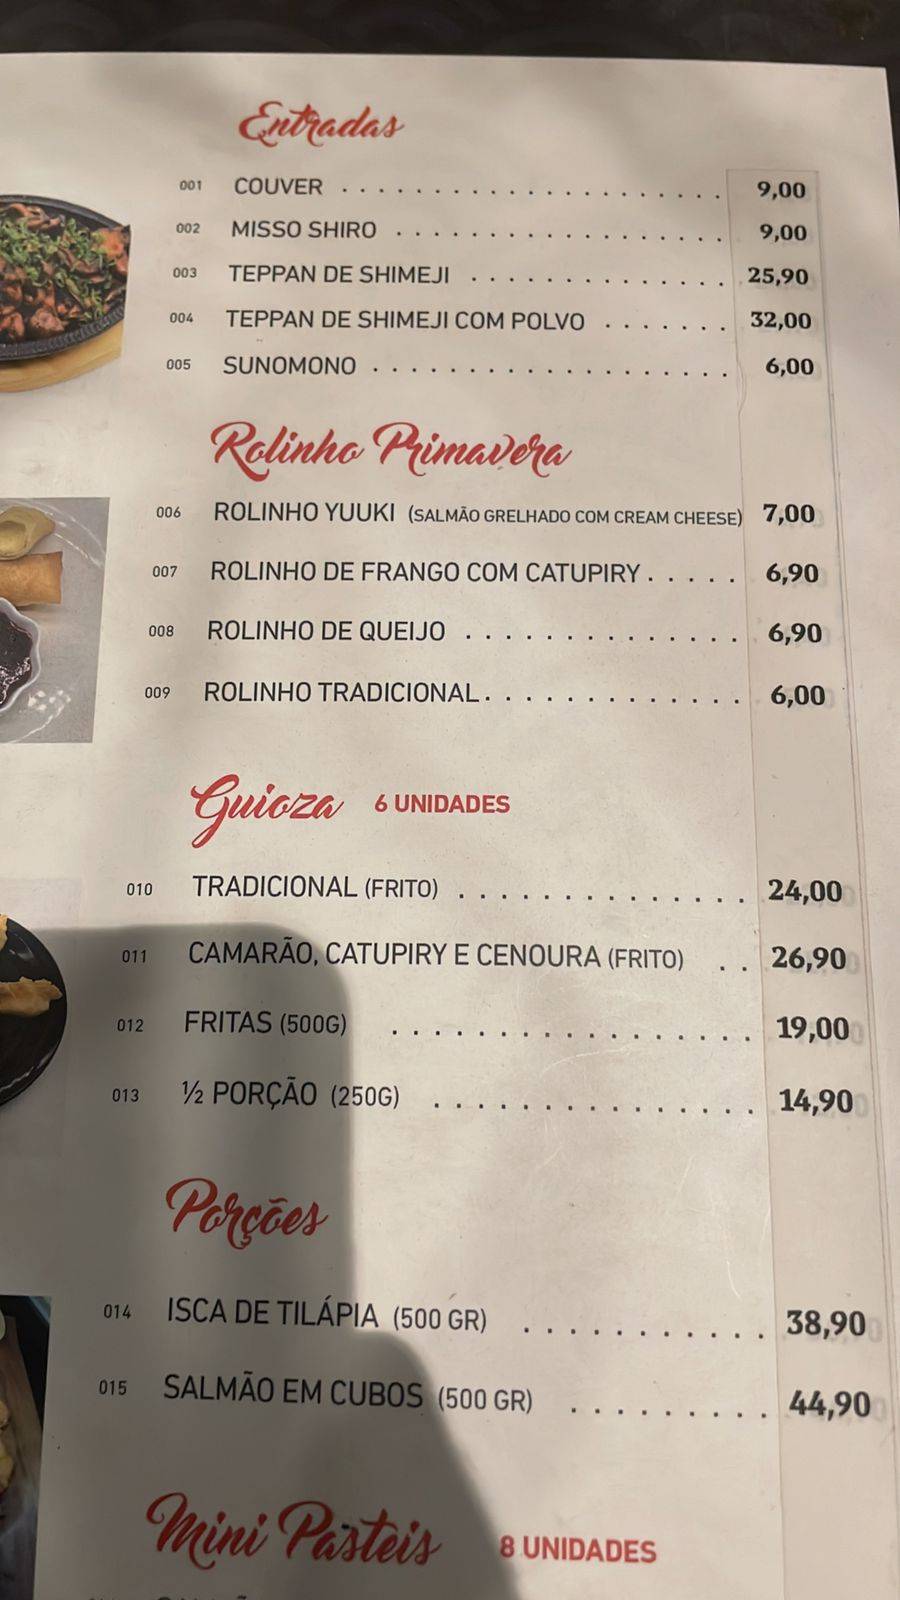 Entradas
001 COUVER . . . . . . . . . . . . . . . . . . . . 9,00
002 MISSO SHIRO . . . . . . . . . . . . . . . . . 9,00
003 TEPPAN DE SHIMEJI . . . . . . . . . . . . . 25,90
004 TEPPAN DE SHIMEJI COM POLVO . . . . . . 32,00
005 SUNOMONO . . . . . . . . . . . . . . . . . . . 6,00
Rolinho Primavera
006 ROLINHO YUUKI (SALMÃO GRELHADO COM CREAM CHEESE) 7,00
007 ROLINHO DE FRANGO COM CATUPIRY . . . . . 6,90
008 ROLINHO DE QUEIJO . . . . . . . . . . . . . . 6,90
009 ROLINHO TRADICIONAL . . . . . . . . . . . . . 6,00
Guioza 6 UNIDADES
010 TRADICIONAL (FRITO) . . . . . . . . . . . . . . 24,00
011 CAMARÃO, CATUPIRY E CENOURA (FRITO) . . 26,90
012 FRITAS (500G) . . . . . . . . . . . . . . . . . 19,00
013 ½ PORÇÃO (250G) . . . . . . . . . . . . . . . 14,90
Porções
014 ISCA DE TILÁPIA (500 GR) . . . . . . . . . . . 38,90
015 SALMÃO EM CUBOS (500 GR) . . . . . . . . . 44,90
Mini Pasteis 8 UNIDADES